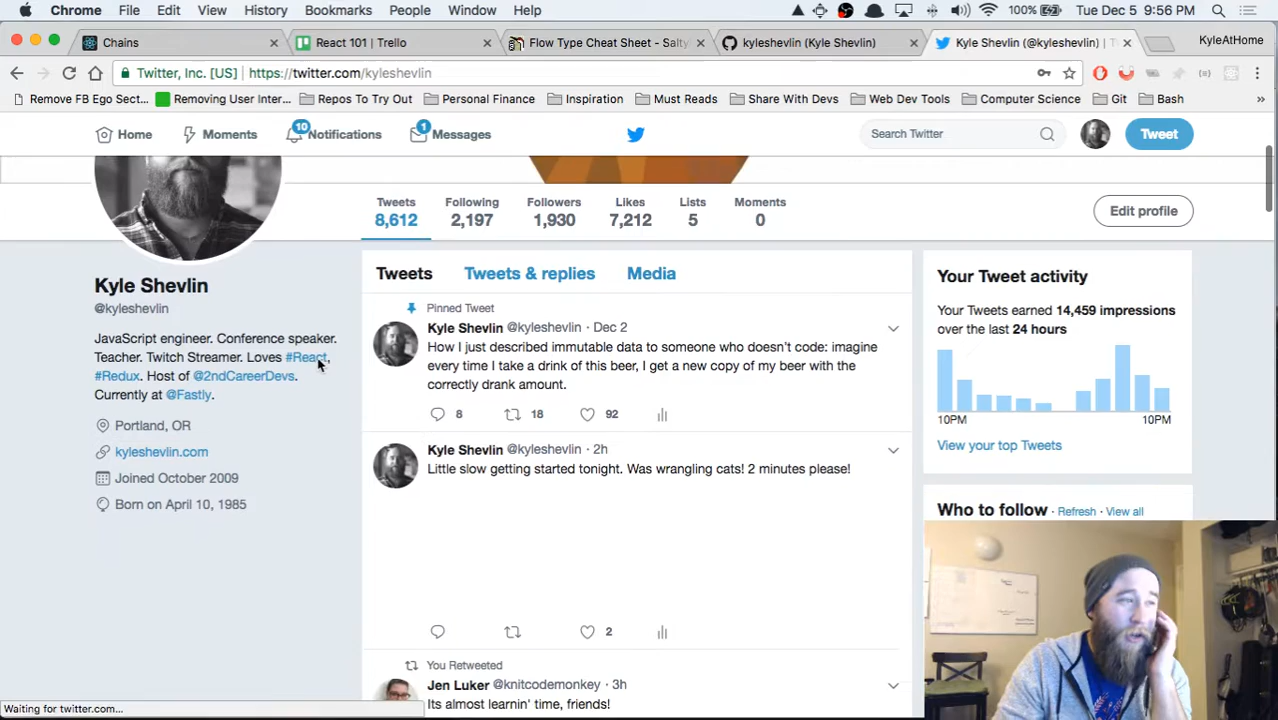 Chrome File Edit View History Bookmarks People Window Help 100% Tue Dec 5 9:56 PM
Chains React 101 | Trello Flow Type Cheat Sheet - Salty kyleshevlin (Kyle Shevlin) Kyle Shevlin (@kyleshevlin) | T KyleAtHome
Twitter, Inc. [US] https://twitter.com/kyleshevlin
Remove FB Ego Sect... Removing User Inter... Repos To Try Out Personal Finance Inspiration Must Reads Share With Devs Web Dev Tools Computer Science Git Bash »
Home Moments 10 Notifications 1 Messages Search Twitter Tweet
Tweets Following Followers Likes Lists Moments
8,612 2,197 1,930 7,212 5 0 Edit profile
Kyle Shevlin
@kyleshevlin
JavaScript engineer. Conference speaker.
Teacher. Twitch Streamer. Loves #React,
#Redux. Host of @2ndCareerDevs.
Currently at @Fastly.
Portland, OR
kyleshevlin.com
Joined October 2009
Born on April 10, 1985
Tweets Tweets & replies Media
Pinned Tweet
Kyle Shevlin @kyleshevlin · Dec 2
How I just described immutable data to someone who doesn't code: imagine
every time I take a drink of this beer, I get a new copy of my beer with the
correctly drank amount.
8 18 92
Kyle Shevlin @kyleshevlin · 2h
Little slow getting started tonight. Was wrangling cats! 2 minutes please!
2
You Retweeted
Jen Luker @knitcodemonkey · 3h
Its almost learnin' time, friends!
Your Tweet activity
Your Tweets earned 14,459 impressions
over the last 24 hours
10PM 10PM
View your top Tweets
Who to follow · Refresh · View all
Waiting for twitter.com...